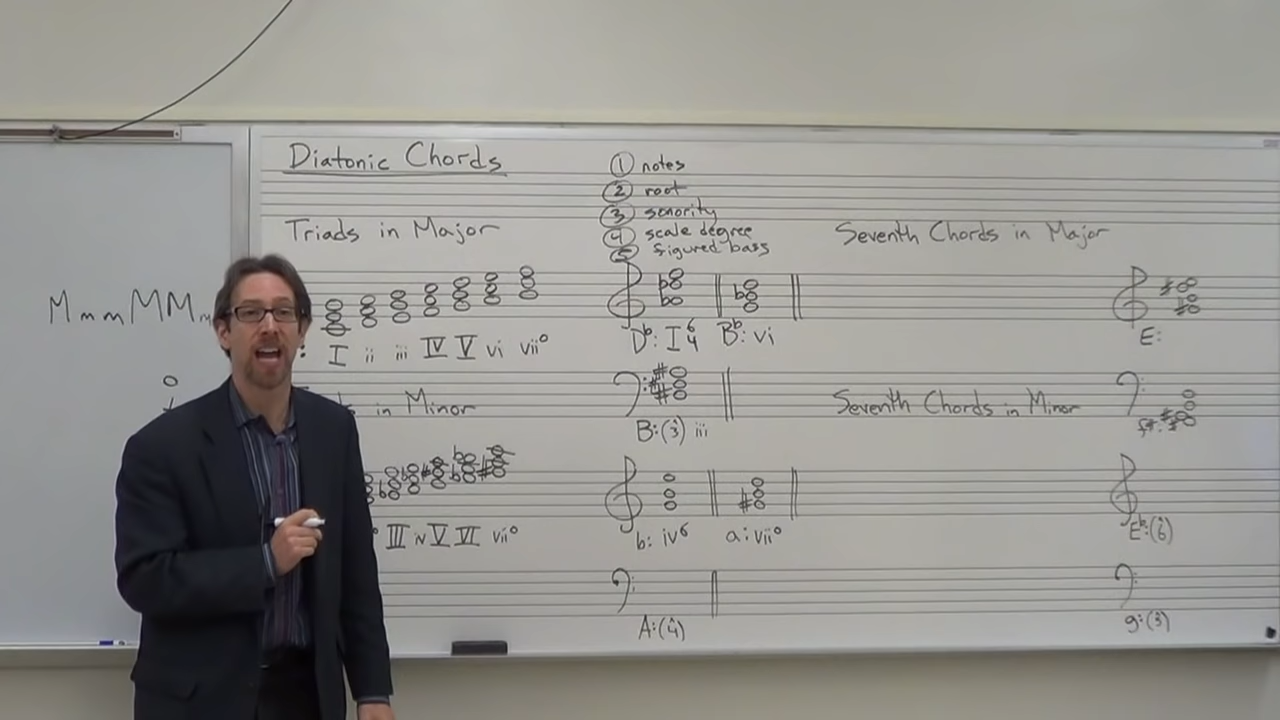 Diatonic Chords
① notes
② root
③ sonority
④ scale degree
⑤ figured bass
Triads in Major
Seventh Chords in Major
M m m M M m
I ii iii IV V vi vii°
D♭: I 6 4
B♭: vi
E:
in Minor
B: (3̂) iii
Seventh Chords in Minor
III iv V VI vii°
b: iv⁶
a: vii°
E♭: (6̂)
A: (4̂)
g: (3̂)